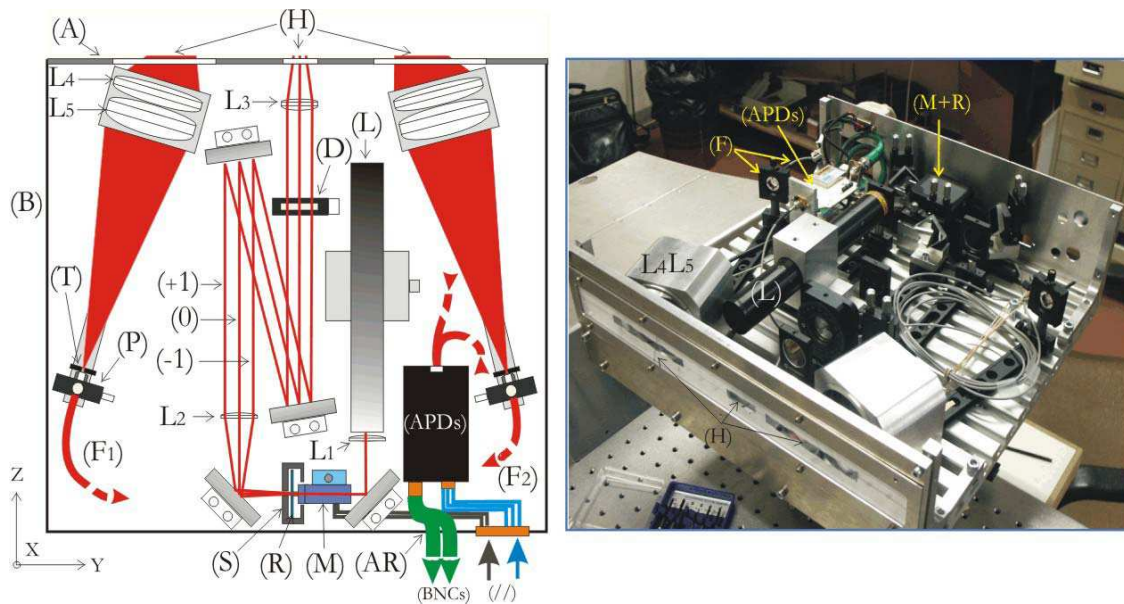 (A)
(H)
L4
L5
L3
(D)
(L)
(B)
(+1)
(0)
(-1)
(T)
(P)
L2
L1
(APDs)
(F1)
(F2)
(S)
(R)
(M)
(AR)
(BNCs)
(//)
Z
X
Y
(M+R)
(APDs)
(F)
L4L5
(L)
(H)